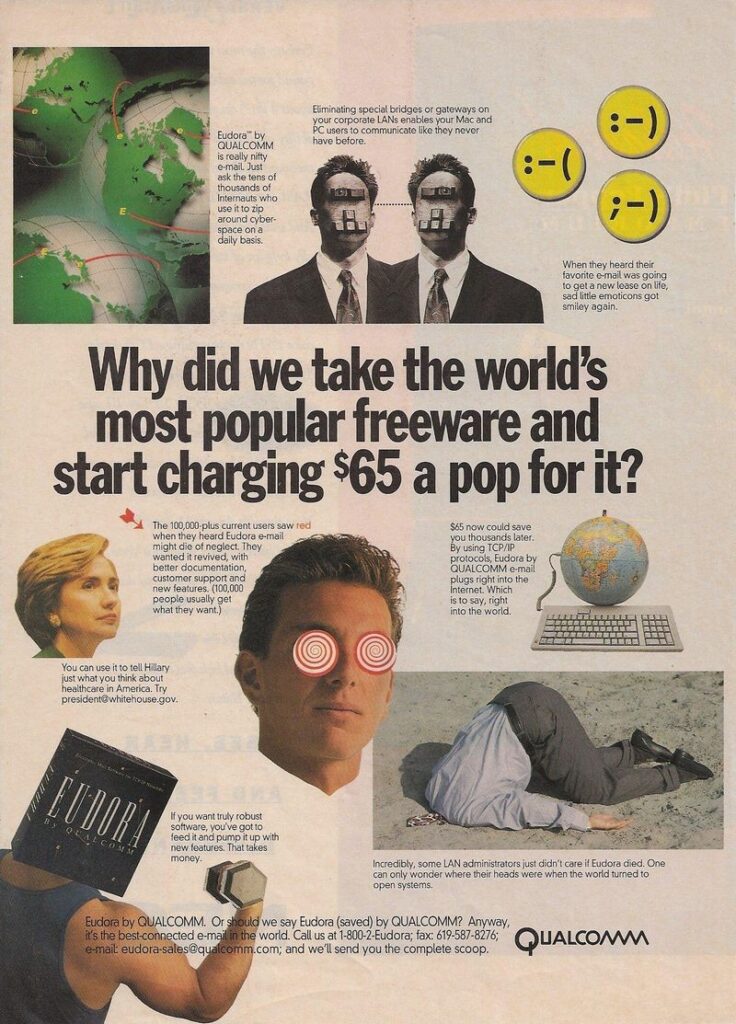 Eudora™ by
QUALCOMM
is really nifty
e-mail. Just
ask the tens of
thousands of
Internauts who
use it to zip
around cyber-
space on a
daily basis.
Eliminating special bridges or gateways on
your corporate LANs enables your Mac and
PC users to communicate like they never
have before.
:-(
:-)
;-)
When they heard their
favorite e-mail was going
to get a new lease on life,
sad little emoticons got
smiley again.
Why did we take the world's
most popular freeware and
start charging $65 a pop for it?
The 100,000-plus current users saw red
when they heard Eudora e-mail
might die of neglect. They
wanted it revived, with
better documentation,
customer support and
new features. (100,000
people usually get
what they want.)
$65 now could save
you thousands later.
By using TCP/IP
protocols, Eudora by
QUALCOMM e-mail
plugs right into the
Internet. Which
is to say, right
into the world.
You can use it to tell Hillary
just what you think about
healthcare in America. Try
president@whitehouse.gov.
EUDORA
BY QUALCOMM
If you want truly robust
software, you've got to
feed it and pump it up with
new features. That takes
money.
Incredibly, some LAN administrators just didn't care if Eudora died. One
can only wonder where their heads were when the world turned to
open systems.
Eudora by QUALCOMM. Or should we say Eudora (saved) by QUALCOMM? Anyway,
it's the best-connected e-mail in the world. Call us at 1-800-2-Eudora; fax: 619-587-8276;
e-mail: eudora-sales@qualcomm.com; and we'll send you the complete scoop.
QUALCOMM